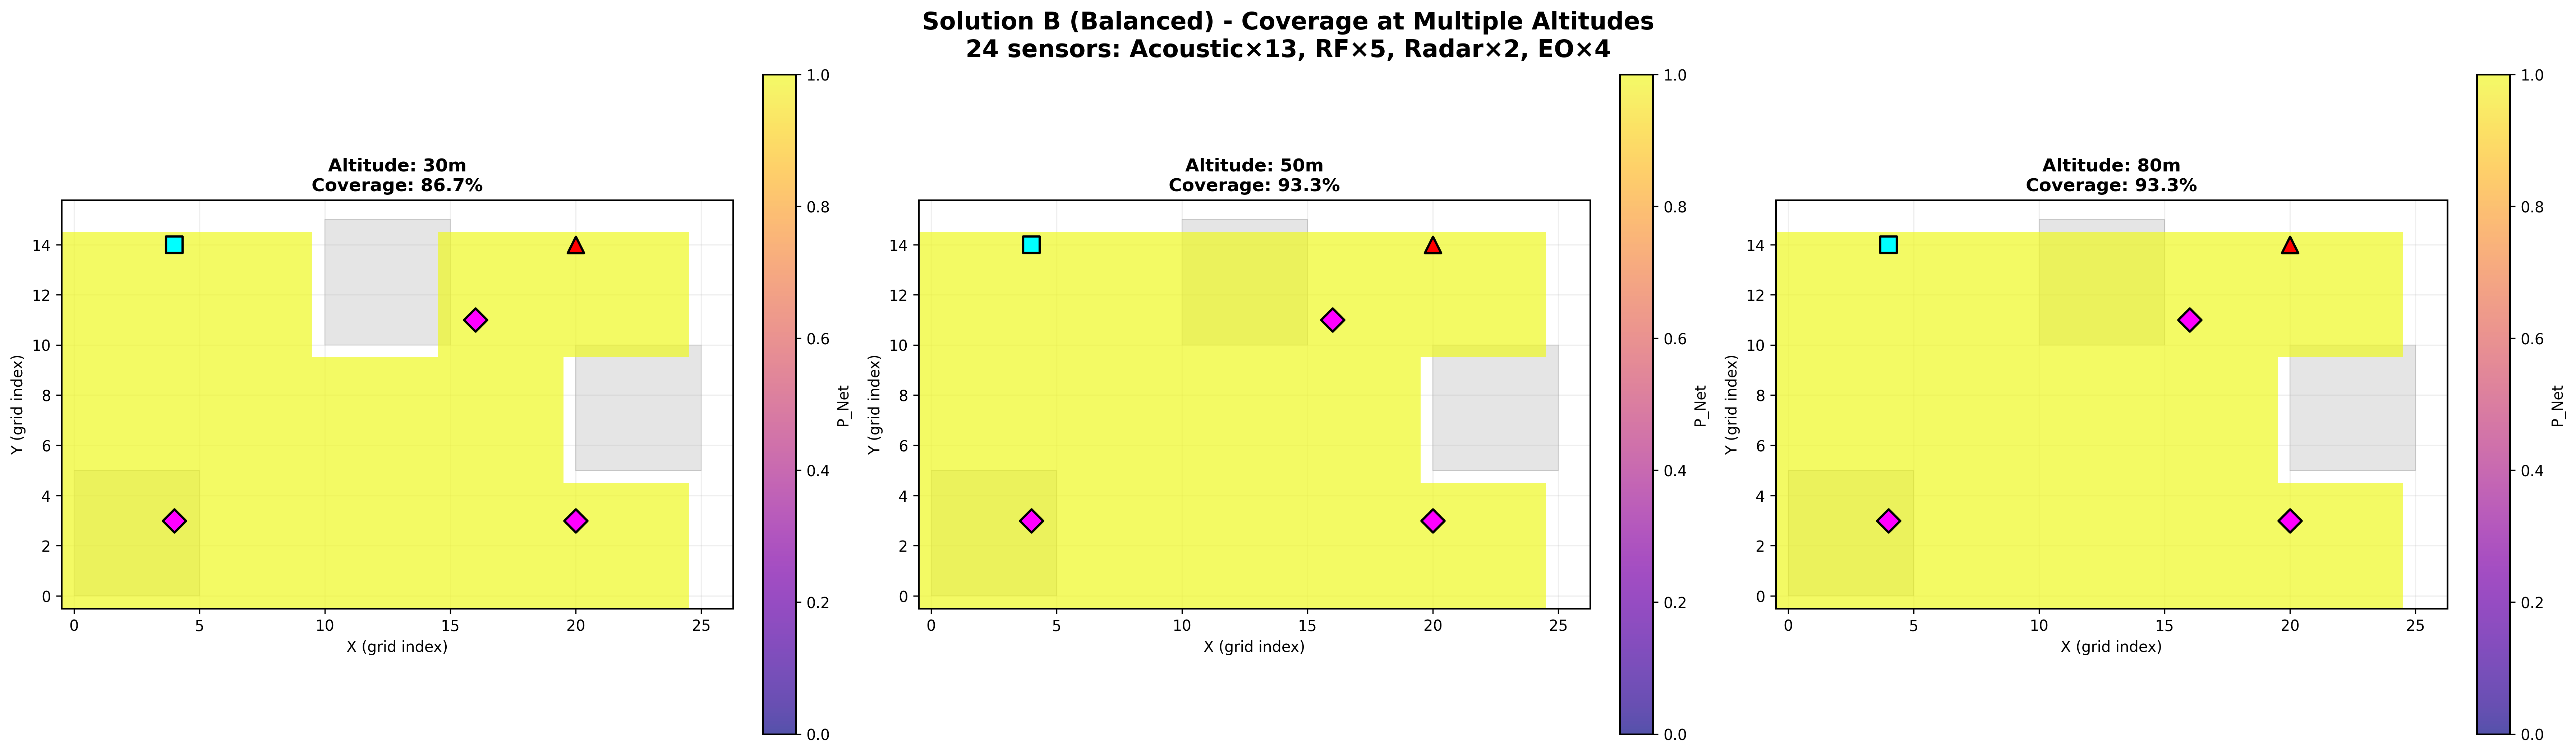 Solution B (Balanced) - Coverage at Multiple Altitudes
24 sensors: Acoustic×13, RF×5, Radar×2, EO×4
Altitude: 30m
Coverage: 86.7%
Y (grid index)
14
12
10
8
6
4
2
0
0 5 10 15 20 25
X (grid index)
1.0
0.8
0.6
0.4
0.2
0.0
P_Net
Altitude: 50m
Coverage: 93.3%
Y (grid index)
14
12
10
8
6
4
2
0
0 5 10 15 20 25
X (grid index)
1.0
0.8
0.6
0.4
0.2
0.0
P_Net
Altitude: 80m
Coverage: 93.3%
Y (grid index)
14
12
10
8
6
4
2
0
0 5 10 15 20 25
X (grid index)
1.0
0.8
0.6
0.4
0.2
0.0
P_Net